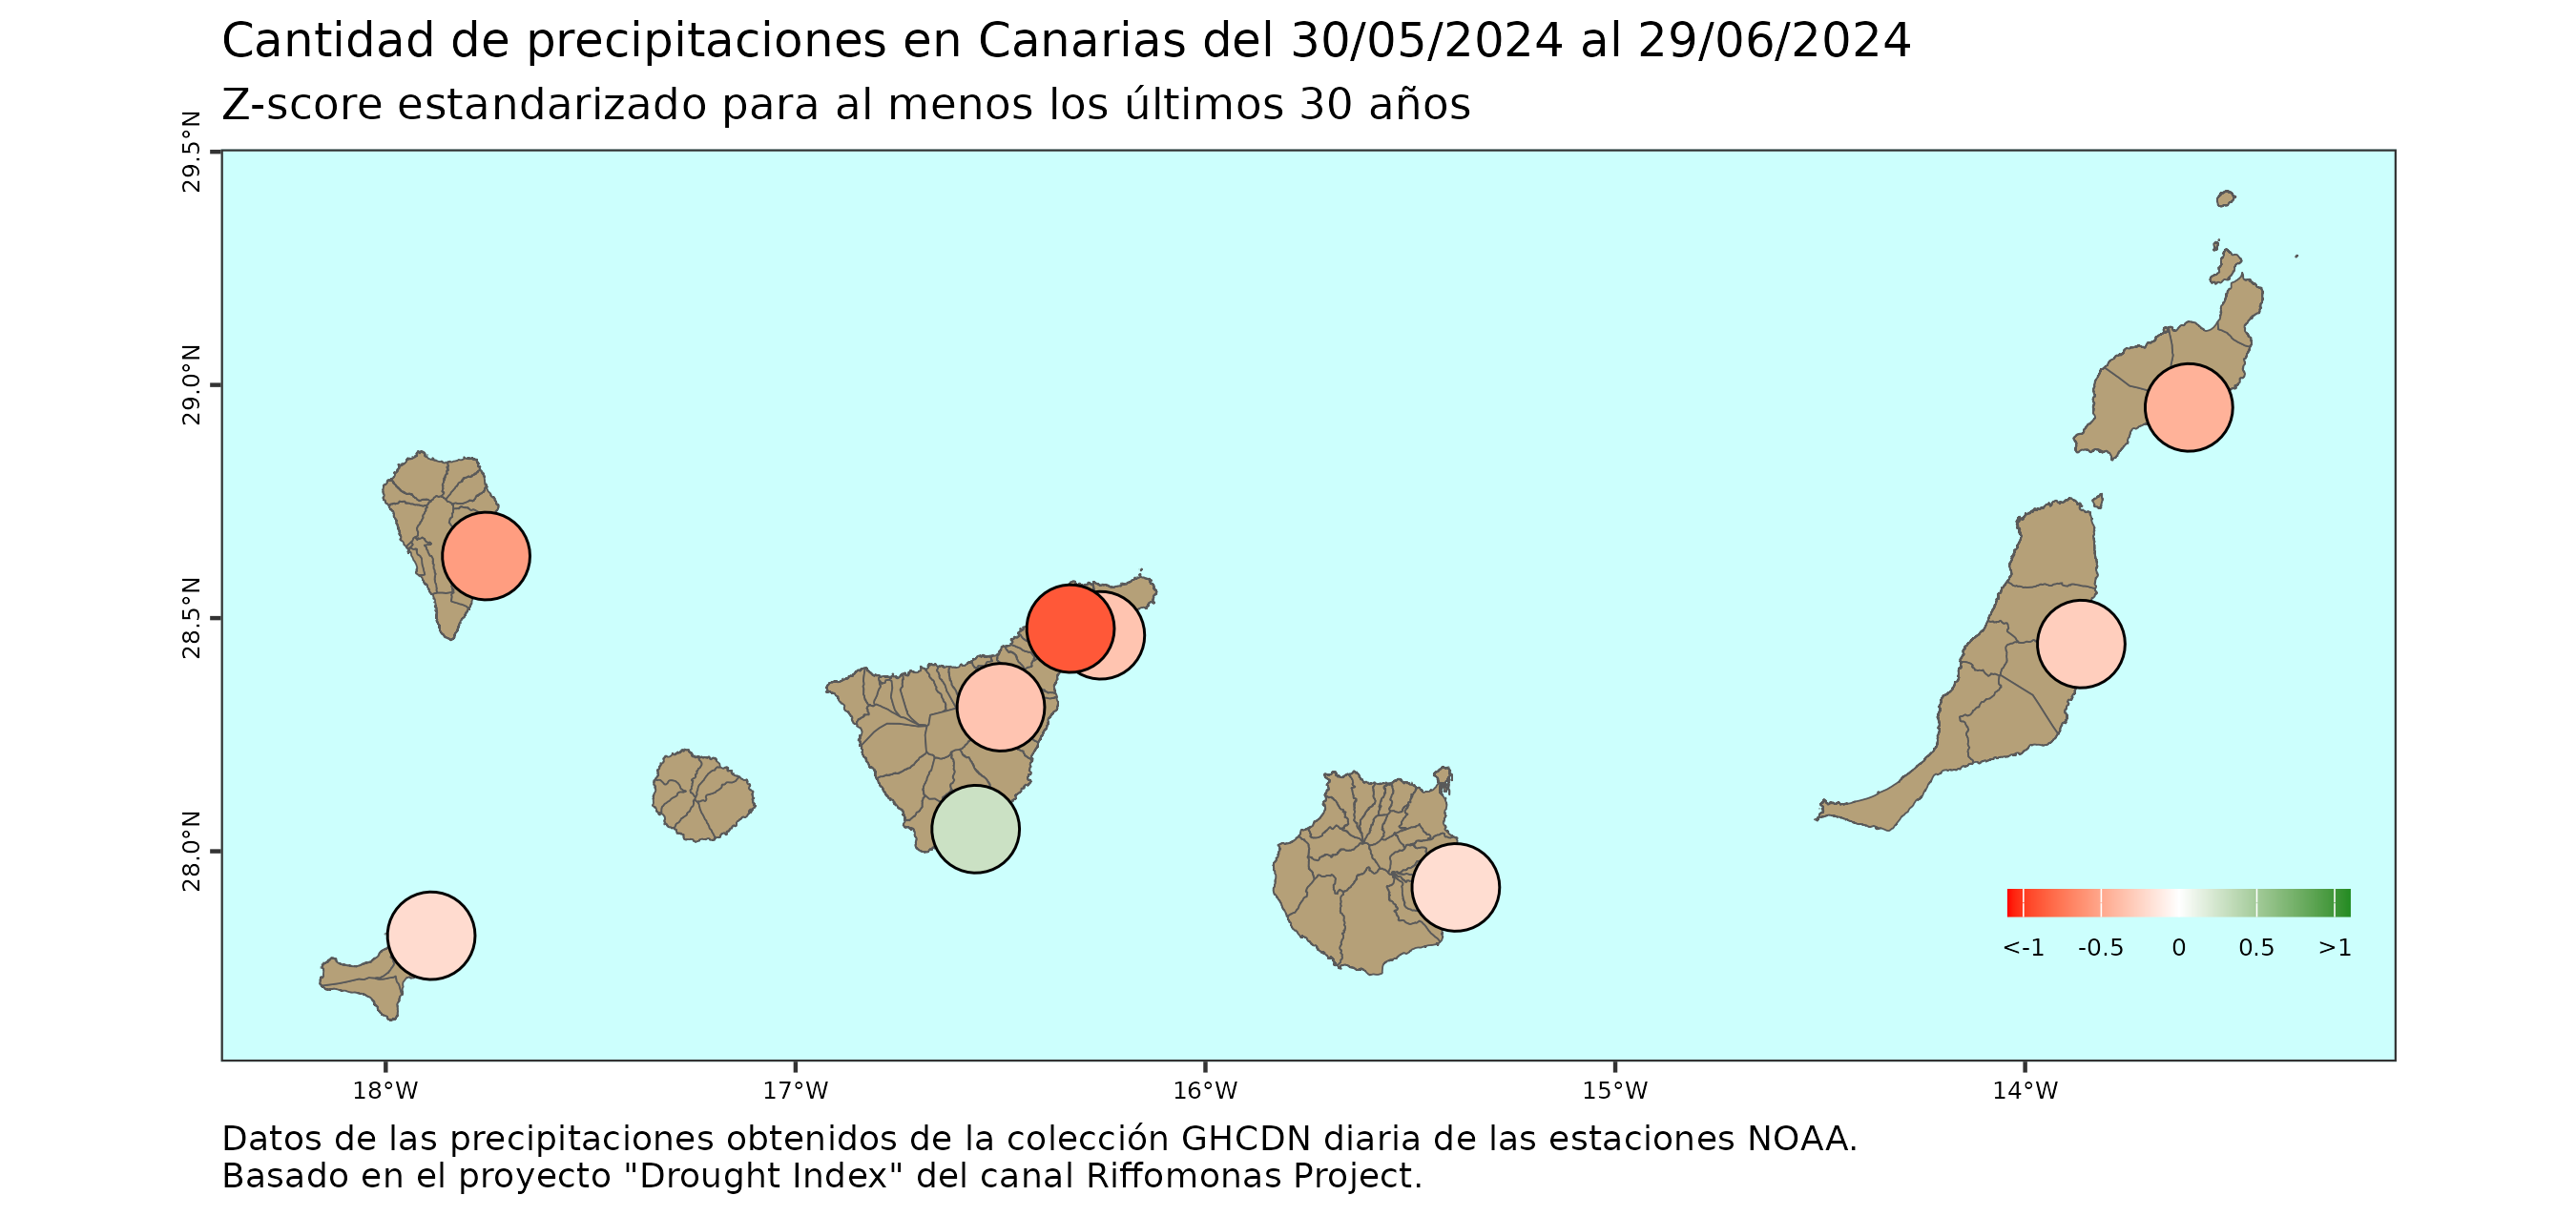 Cantidad de precipitaciones en Canarias del 30/05/2024 al 29/06/2024
Z-score estandarizado para al menos los últimos 30 años
29.5°N
29.0°N
28.5°N
28.0°N
<-1 -0.5 0 0.5 >1
18°W 17°W 16°W 15°W 14°W
Datos de las precipitaciones obtenidos de la colección GHCDN diaria de las estaciones NOAA.
Basado en el proyecto "Drought Index" del canal Riffomonas Project.